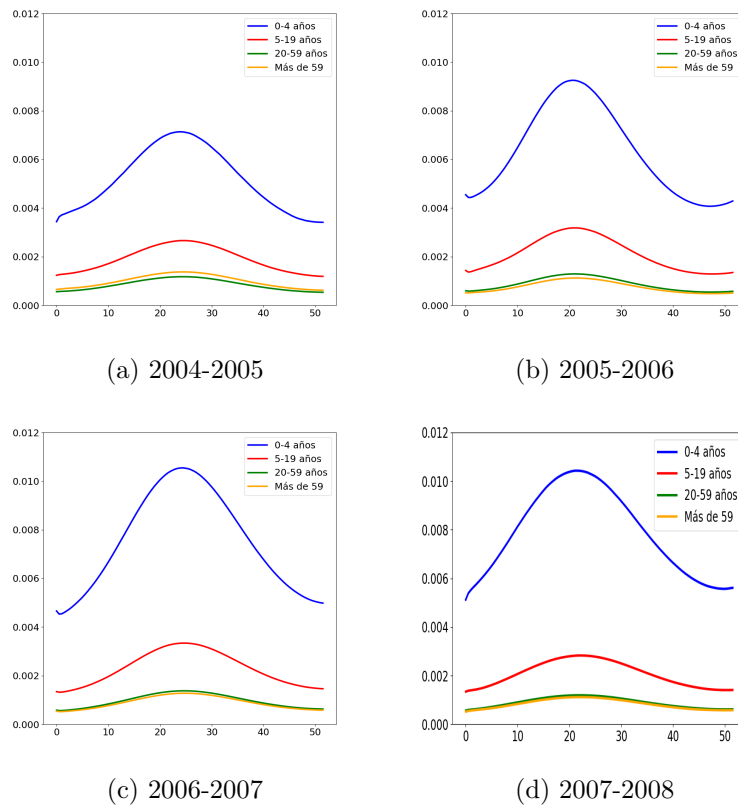 0.012
0.010
0.008
0.006
0.004
0.002
0.000
0 10 20 30 40 50
0-4 años
5-19 años
20-59 años
Más de 59
(a) 2004-2005
0.012
0.010
0.008
0.006
0.004
0.002
0.000
0 10 20 30 40 50
0-4 años
5-19 años
20-59 años
Más de 59
(b) 2005-2006
0.012
0.010
0.008
0.006
0.004
0.002
0.000
0 10 20 30 40 50
0-4 años
5-19 años
20-59 años
Más de 59
(c) 2006-2007
0.012
0.010
0.008
0.006
0.004
0.002
0.000
0 10 20 30 40 50
0-4 años
5-19 años
20-59 años
Más de 59
(d) 2007-2008